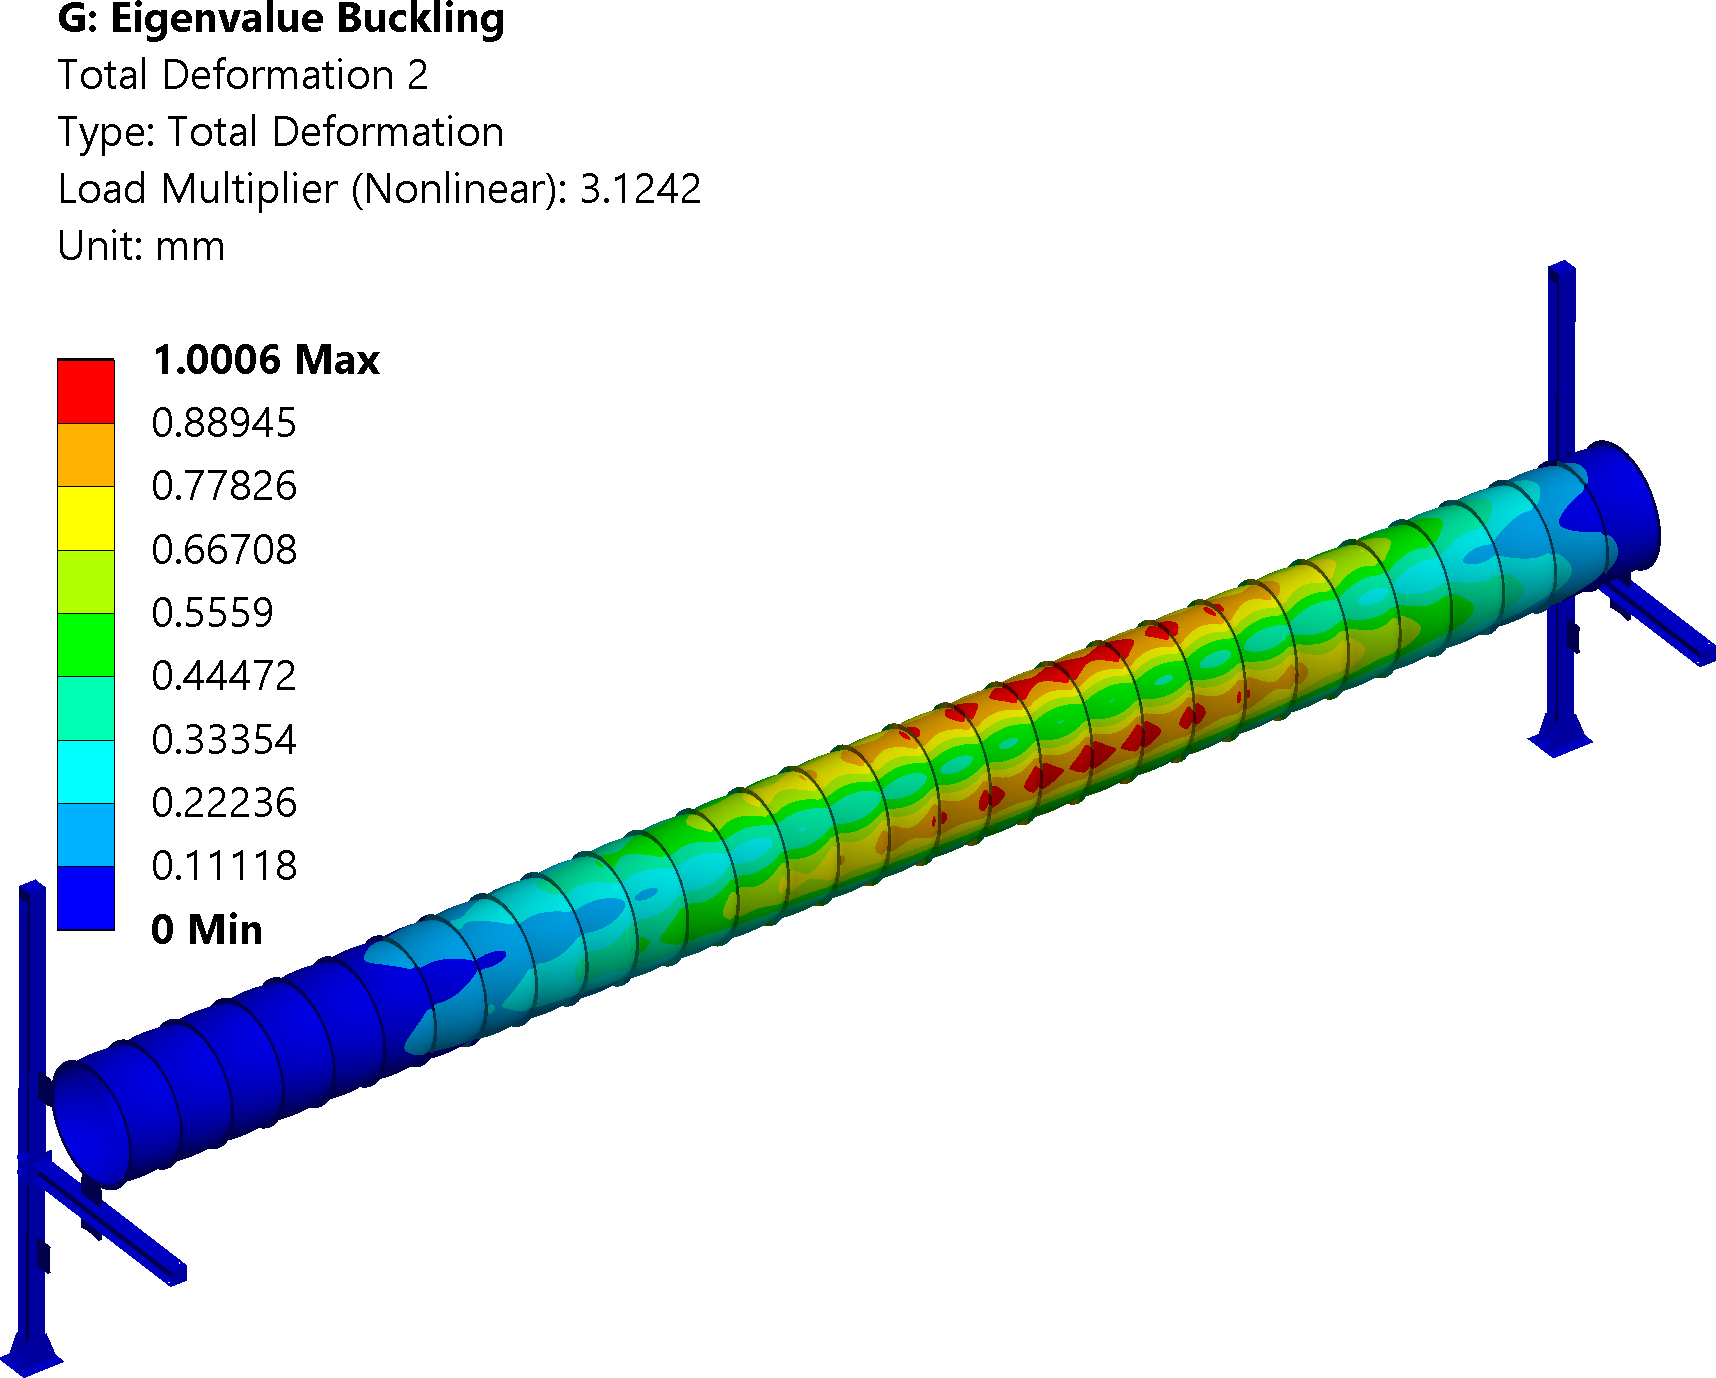 G: Eigenvalue Buckling
Total Deformation 2
Type: Total Deformation
Load Multiplier (Nonlinear): 3.1242
Unit: mm
1.0006 Max
0.88945
0.77826
0.66708
0.5559
0.44472
0.33354
0.22236
0.11118
0 Min